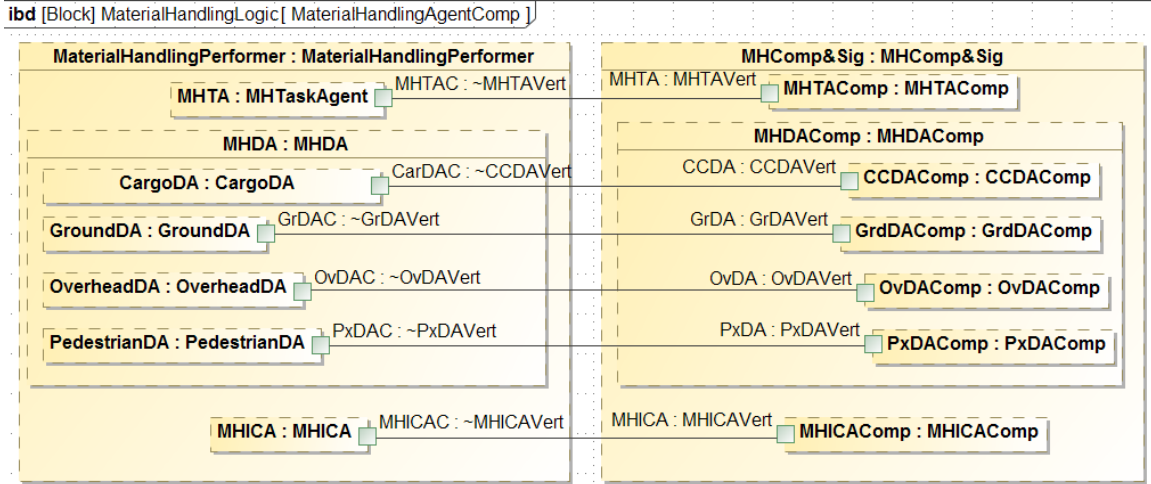 ibd [Block] MaterialHandlingLogic[ MaterialHandlingAgentComp ]
MaterialHandlingPerformer : MaterialHandlingPerformer
MHComp&Sig : MHComp&Sig
MHTA : MHTaskAgent
MHTAC : ~MHTAVert
MHTA : MHTAVert
MHTAComp : MHTAComp
MHDA : MHDA
MHDAComp : MHDAComp
CargoDA : CargoDA
CarDAC : ~CCDAVert
CCDA : CCDAVert
CCDAComp : CCDAComp
GroundDA : GroundDA
GrDAC : ~GrDAVert
GrDA : GrDAVert
GrdDAComp : GrdDAComp
OverheadDA : OverheadDA
OvDAC : ~OvDAVert
OvDA : OvDAVert
OvDAComp : OvDAComp
PedestrianDA : PedestrianDA
PxDAC : ~PxDAVert
PxDA : PxDAVert
PxDAComp : PxDAComp
MHICA : MHICA
MHICAC : ~MHICAVert
MHICA : MHICAVert
MHICAComp : MHICAComp